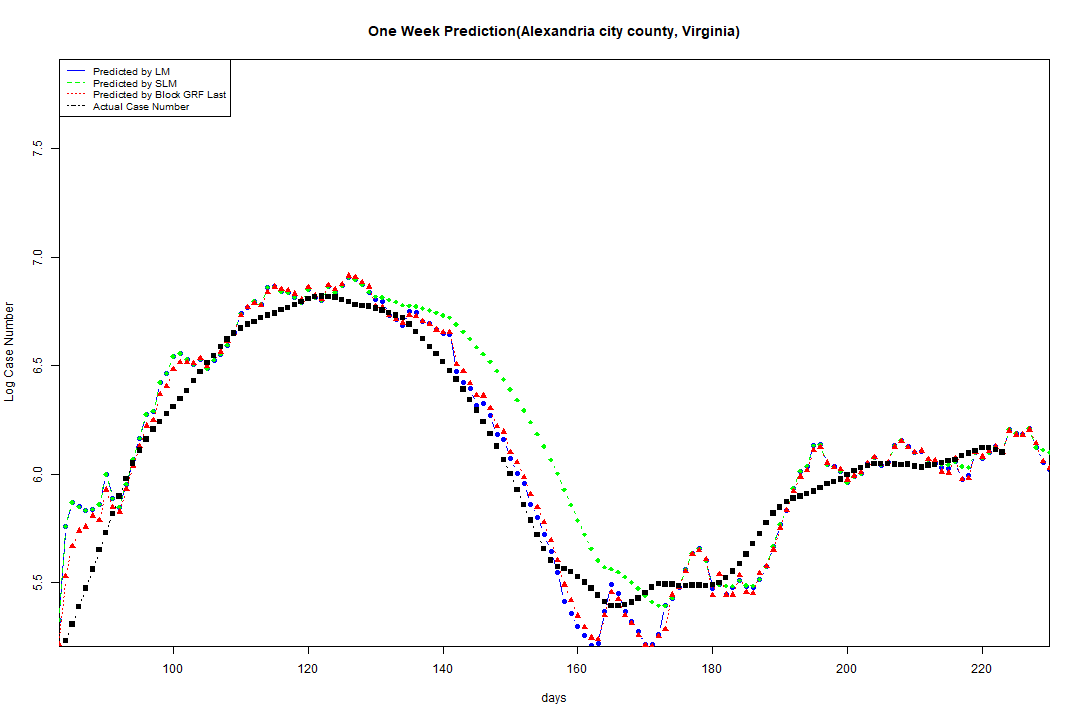 One Week Prediction(Alexandria city county, Virginia)
Predicted by LM
Predicted by SLM
Predicted by Block GRF Last
Actual Case Number
7.5
7.0
6.5
6.0
5.5
Log Case Number
100 120 140 160 180 200 220
days